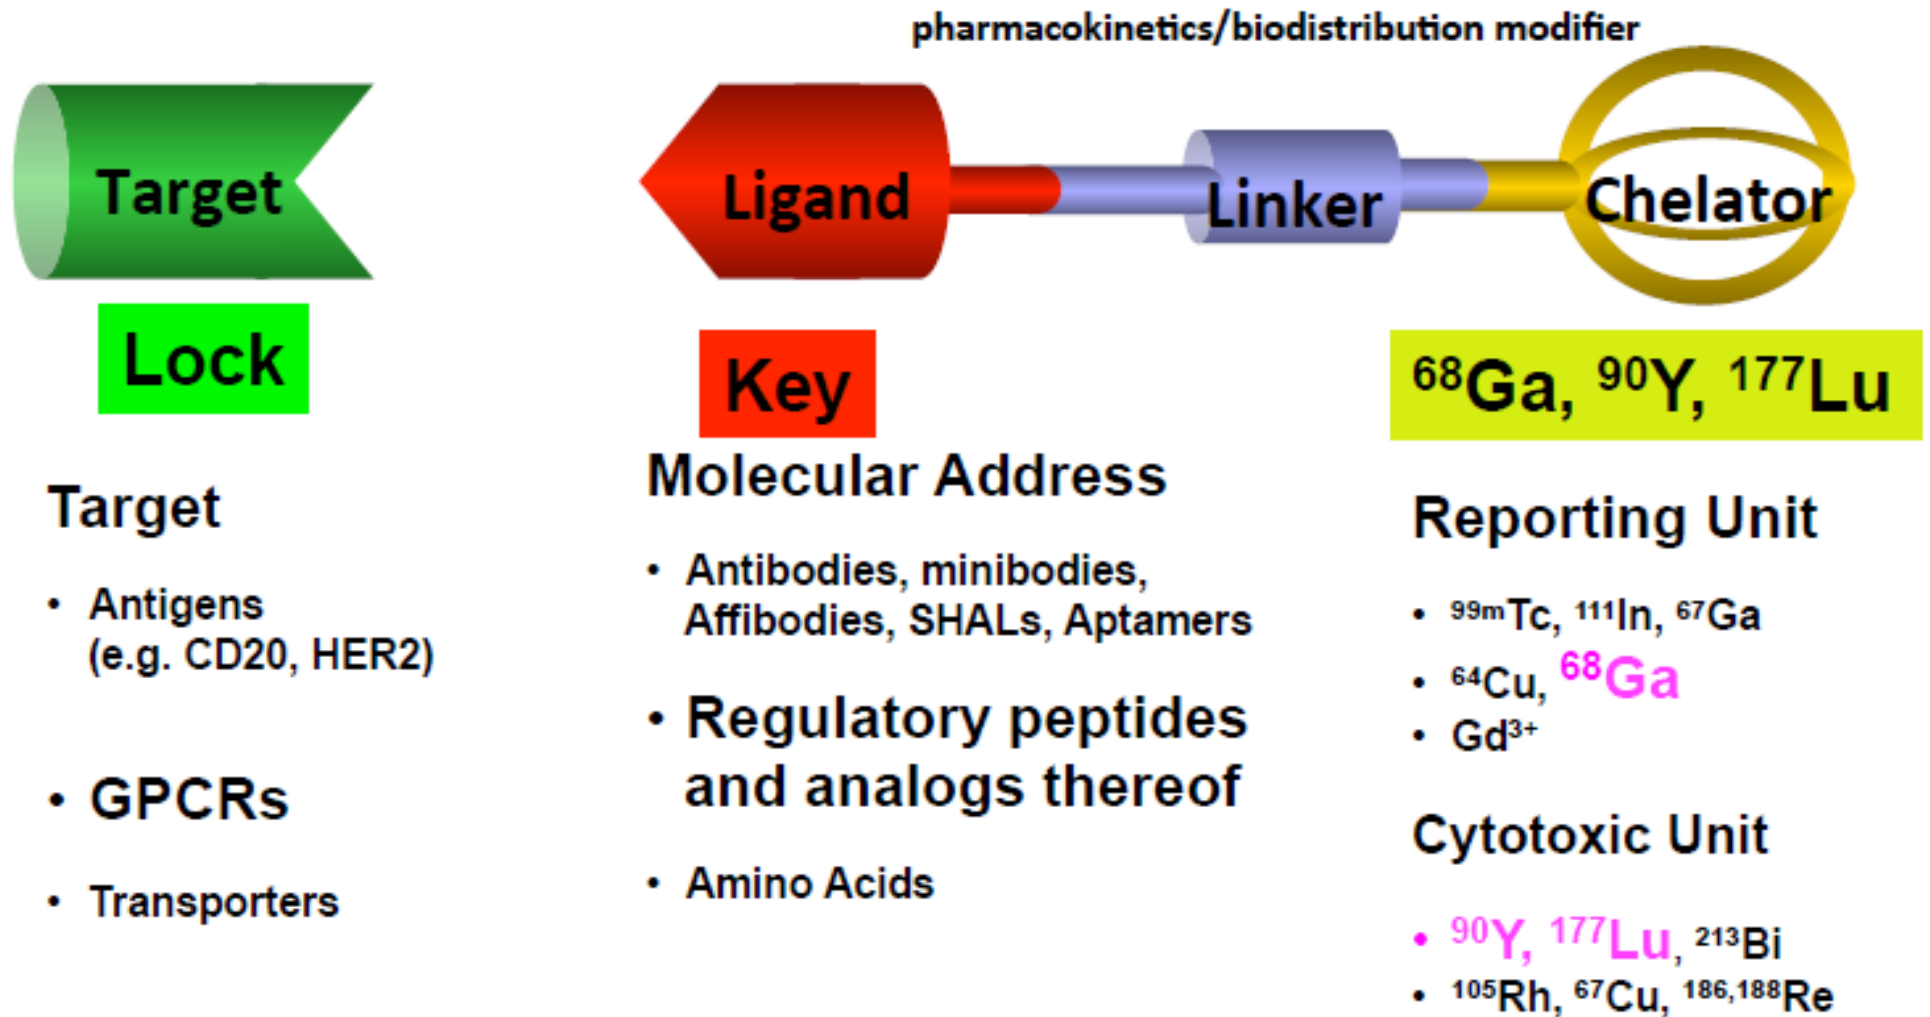 pharmacokinetics/biodistribution modifier
Target
Ligand
Linker
Chelator
Lock
Key
⁶⁸Ga, ⁹⁰Y, ¹⁷⁷Lu
Target
• Antigens
(e.g. CD20, HER2)
• GPCRs
• Transporters
Molecular Address
• Antibodies, minibodies,
Affibodies, SHALs, Aptamers
• Regulatory peptides
and analogs thereof
• Amino Acids
Reporting Unit
• ⁹⁹ᵐTc, ¹¹¹In, ⁶⁷Ga
• ⁶⁴Cu, ⁶⁸Ga
• Gd³⁺
Cytotoxic Unit
• ⁹⁰Y, ¹⁷⁷Lu, ²¹³Bi
• ¹⁰⁵Rh, ⁶⁷Cu, ¹⁸⁶,¹⁸⁸Re